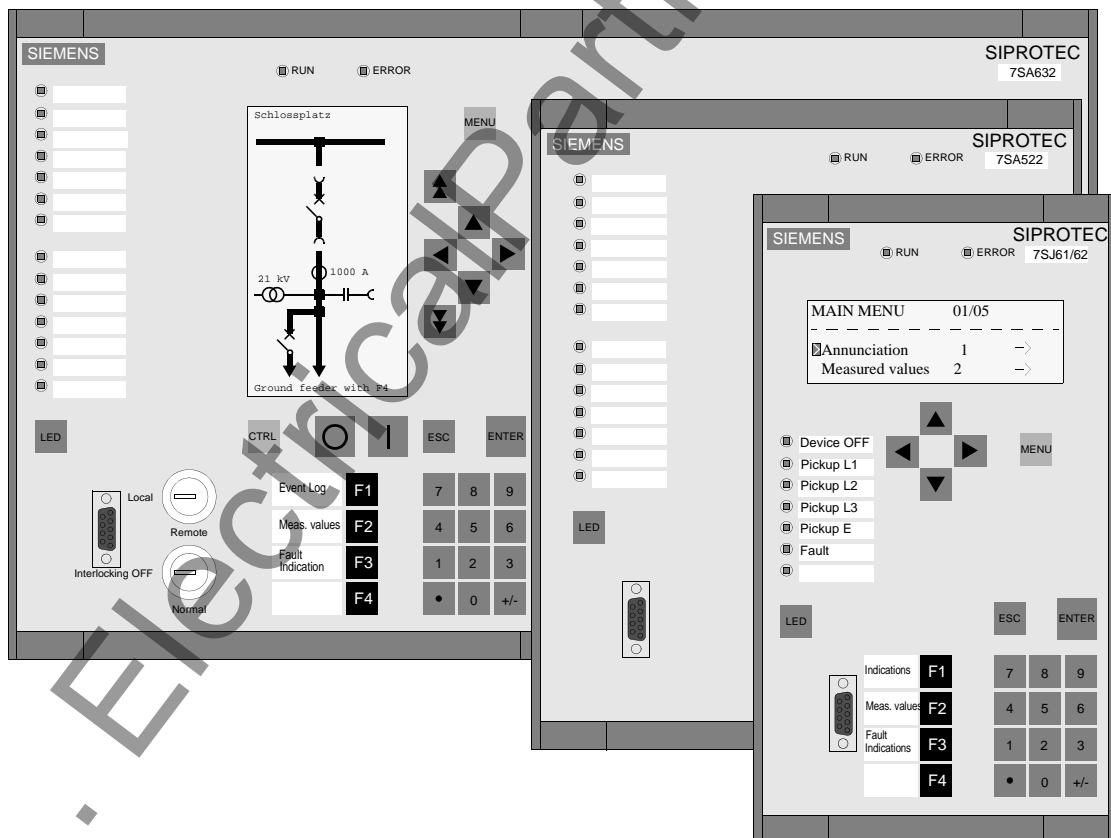 SIEMENS
SIPROTEC
7SA632
RUN
ERROR
Schlossplatz
21 kV
1000 A
Ground feeder with F4
MENU
LED
CTRL
ESC
ENTER
Local
Remote
Interlocking OFF
Normal
Event Log F1
Meas. values F2
Fault
Indication F3
F4
7 8 9
4 5 6
1 2 3
• 0 +/-
SIEMENS
SIPROTEC
7SA522
RUN
ERROR
LED
SIEMENS
SIPROTEC
7SJ61/62
RUN
ERROR
MAIN MENU 01/05
Annunciation 1
Measured values 2
Device OFF
Pickup L1
Pickup L2
Pickup L3
Pickup E
Fault
MENU
LED
ESC
ENTER
Indications F1
Meas. values F2
Fault
Indications F3
F4
7 8 9
4 5 6
1 2 3
• 0 +/-
. ElectricalParti